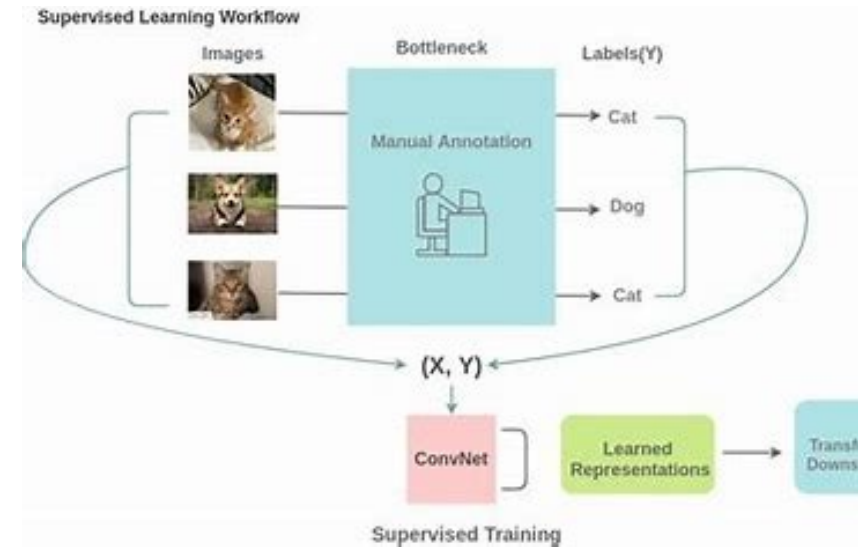 Supervised Learning Workflow
Images
Bottleneck
Labels(Y)
Manual Annotation
Cat
Dog
Cat
(X, Y)
ConvNet
Learned
Representations
Supervised Training